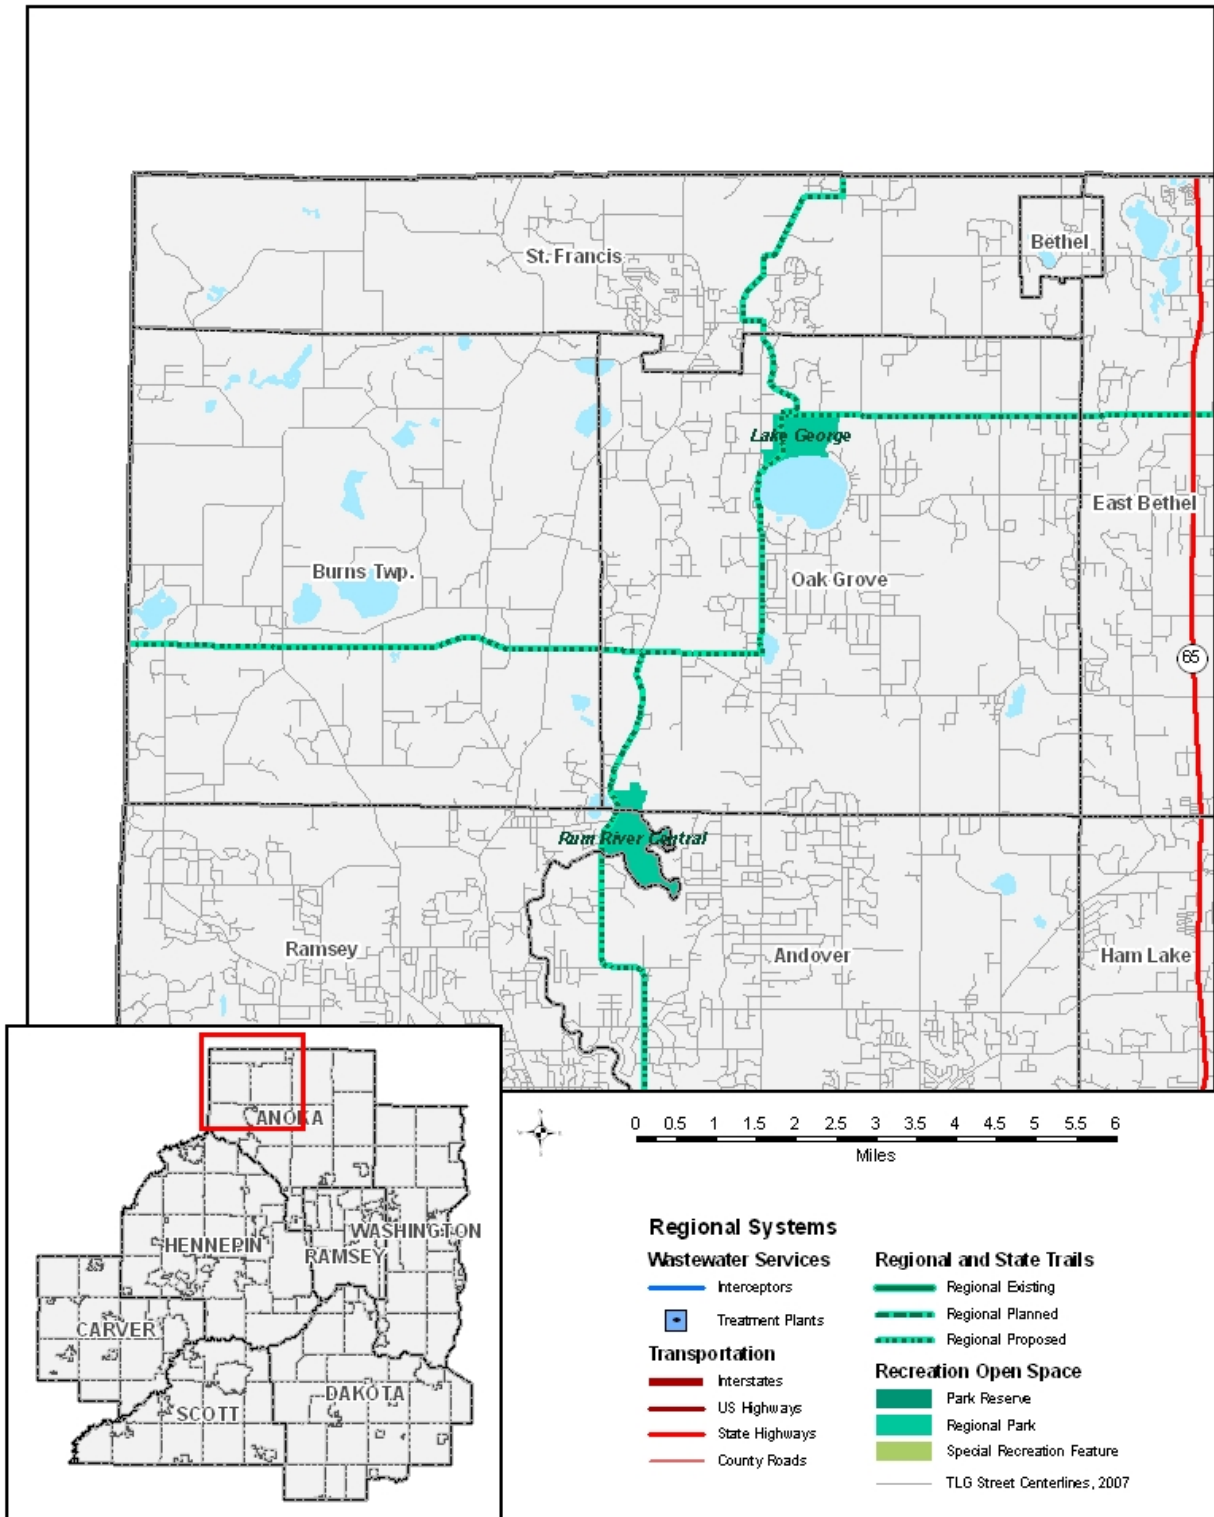 St. Francis
Bethel
Lake George
East Bethel
Burns Twp.
Oak Grove
65
Rum River Central
Ramsey
Andover
Ham Lake
ANOKA
WASHINGTON
HENNEPIN
RAMSEY
CARVER
DAKOTA
SCOTT
0 0.5 1 1.5 2 2.5 3 3.5 4 4.5 5 5.5 6
Miles
Regional Systems
Wastewater Services
Interceptors
Treatment Plants
Transportation
Interstates
US Highways
State Highways
County Roads
Regional and State Trails
Regional Existing
Regional Planned
Regional Proposed
Recreation Open Space
Park Reserve
Regional Park
Special Recreation Feature
TLG Street Centerlines, 2007